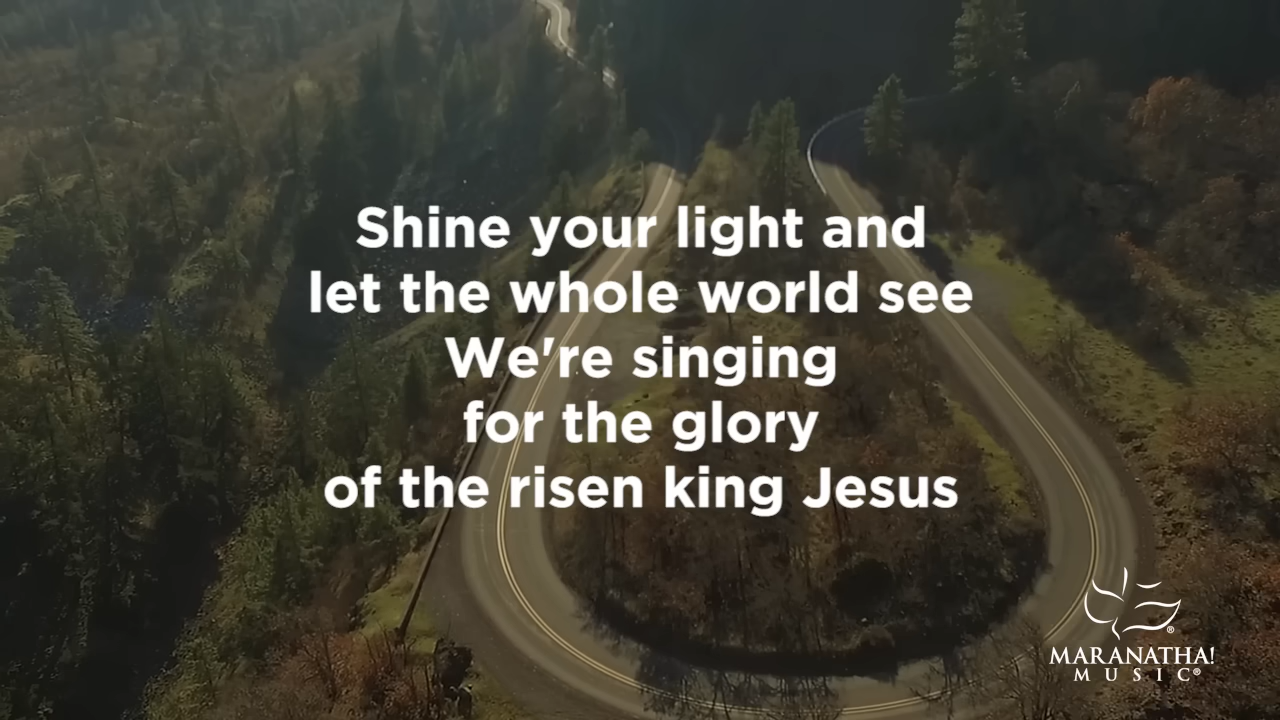 Shine your light and
let the whole world see
We're singing
for the glory
of the risen king Jesus
MARANATHA!
MUSIC®